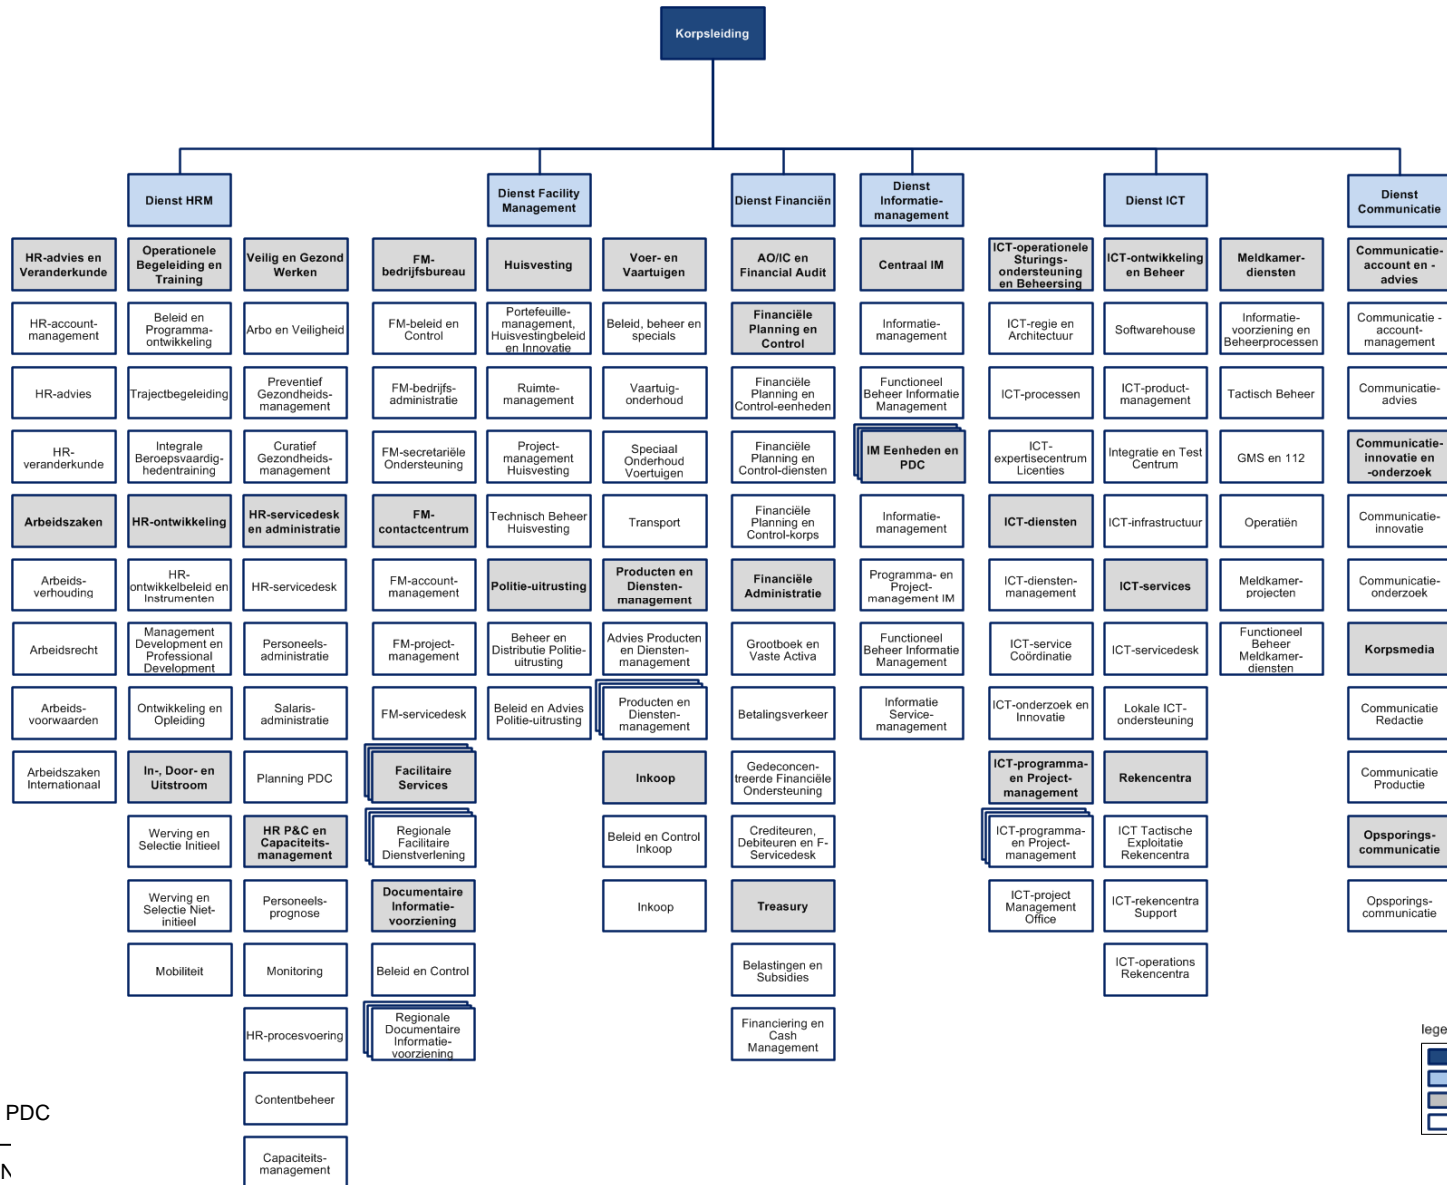 Korpsleiding
Dienst HRM
Dienst Facility
Management
Dienst Financiën
Dienst
Informatie-
management
Dienst ICT
Dienst
Communicatie
HR-advies en
Veranderkunde
HR-account-
management
HR-advies
HR-
veranderkunde
Arbeidszaken
Arbeids-
verhouding
Arbeidsrecht
Arbeids-
voorwaarden
Arbeidszaken
Internationaal
Operationele
Begeleiding en
Training
Beleid en
Programma-
ontwikkeling
Trajectbegeleiding
Integrale
Beroepsvaardig-
hedentraining
HR-ontwikkeling
HR-
ontwikkelbeleid en
Instrumenten
Management
Development en
Professional
Development
Ontwikkeling en
Opleiding
In-, Door- en
Uitstroom
Werving en
Selectie Initieel
Werving en
Selectie Niet-
initieel
Mobiliteit
Veilig en Gezond
Werken
Arbo en Veiligheid
Preventief
Gezondheids-
management
Curatief
Gezondheids-
management
HR-servicedesk
en administratie
HR-servicedesk
Personeels-
administratie
Salaris-
administratie
Planning PDC
HR P&C en
Capaciteits-
management
Personeels-
prognose
Monitoring
HR-procesvoering
Contentbeheer
Capaciteits-
management
FM-
bedrijfsbureau
FM-beleid en
Control
FM-bedrijfs-
administratie
FM-secretariële
Ondersteuning
FM-
contactcentrum
FM-account-
management
FM-project-
management
FM-servicedesk
Facilitaire
Services
Regionale
Facilitaire
Dienstverlening
Documentaire
Informatie-
voorziening
Beleid en Control
Regionale
Documentaire
Informatie-
voorziening
Huisvesting
Portefeuille-
management,
Huisvestingbeleid
en Innovatie
Ruimte-
management
Project-
management
Huisvesting
Technisch Beheer
Huisvesting
Politie-uitrusting
Beheer en
Distributie Politie-
uitrusting
Beleid en Advies
Politie-uitrusting
Voer- en
Vaartuigen
Beleid, beheer en
specials
Vaartuig-
onderhoud
Speciaal
Onderhoud
Voertuigen
Transport
Producten en
Diensten-
management
Advies Producten
en Diensten-
management
Producten en
Diensten-
management
Inkoop
Beleid en Control
Inkoop
Inkoop
AO/IC en
Financial Audit
Financiële
Planning en
Control
Financiële
Planning en
Control-eenheden
Financiële
Planning en
Control-diensten
Financiële
Planning en
Control-korps
Financiële
Administratie
Grootboek en
Vaste Activa
Betalingsverkeer
Gedeconcen-
treerde Financiële
Ondersteuning
Crediteuren,
Debiteuren en F-
Servicedesk
Treasury
Belastingen en
Subsidies
Financiering en
Cash
Management
Centraal IM
Informatie-
management
Functioneel
Beheer Informatie
Management
IM Eenheden en
PDC
Informatie-
management
Programma- en
Project-
management IM
Functioneel
Beheer Informatie
Management
Informatie
Service-
management
ICT-operationele
Sturings-
ondersteuning
en Beheersing
ICT-regie en
Architectuur
ICT-processen
ICT-
expertisecentrum
Licenties
ICT-diensten
ICT-diensten-
management
ICT-service
Coördinatie
ICT-onderzoek en
Innovatie
ICT-programma-
en Project-
management
ICT-programma-
en Project-
management
ICT-project
Management
Office
ICT-ontwikkeling
en Beheer
Softwarehouse
ICT-product-
management
Integratie en Test
Centrum
ICT-infrastructuur
ICT-services
ICT-servicedesk
Lokale ICT-
ondersteuning
Rekencentra
ICT Tactische
Exploitatie
Rekencentra
ICT-rekencentra
Support
ICT-operations
Rekencentra
Meldkamer-
diensten
Informatie-
voorziening en
Beheerprocessen
Tactisch Beheer
GMS en 112
Operatiën
Meldkamer-
projecten
Functioneel
Beheer
Meldkamer-
diensten
Communicatie-
account en -
advies
Communicatie -
account-
management
Communicatie-
advies
Communicatie-
innovatie en
-onderzoek
Communicatie-
innovatie
Communicatie-
onderzoek
Korpsmedia
Communicatie
Redactie
Communicatie
Productie
Opsporings-
communicatie
Opsporings-
communicatie
lege
PDC